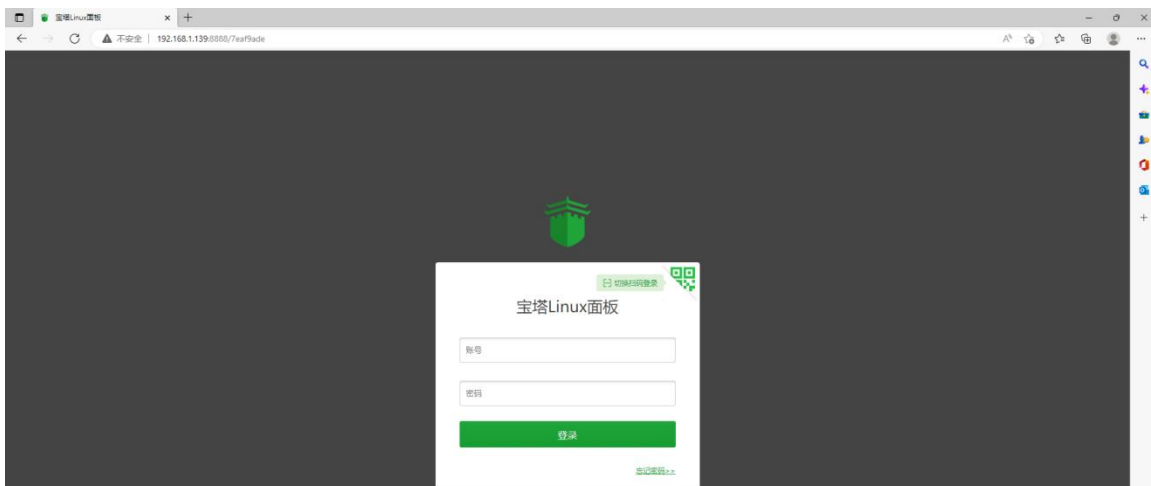 宝塔Linux面板
不安全 | 192.168.1.139:8888/7eaf9ade
切换扫码登录
宝塔Linux面板
账号
密码
登录
忘记密码>>